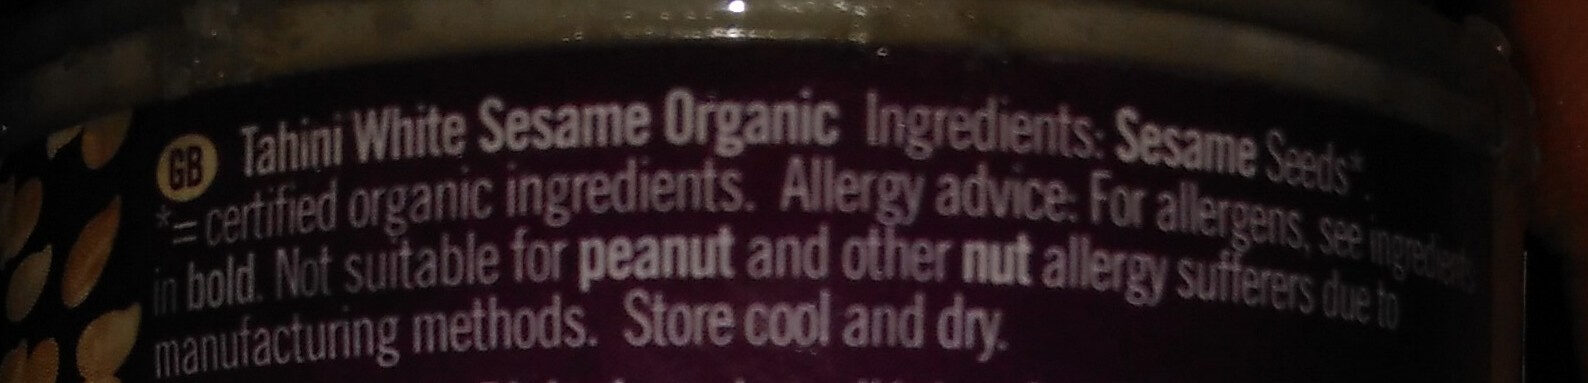 GB Tahini White Sesame Organic Ingredients: Sesame Seeds*.
*= certified organic ingredients. Allergy advice: For allergens, see ingredients
in bold. Not suitable for peanut and other nut allergy sufferers due to
manufacturing methods. Store cool and dry.